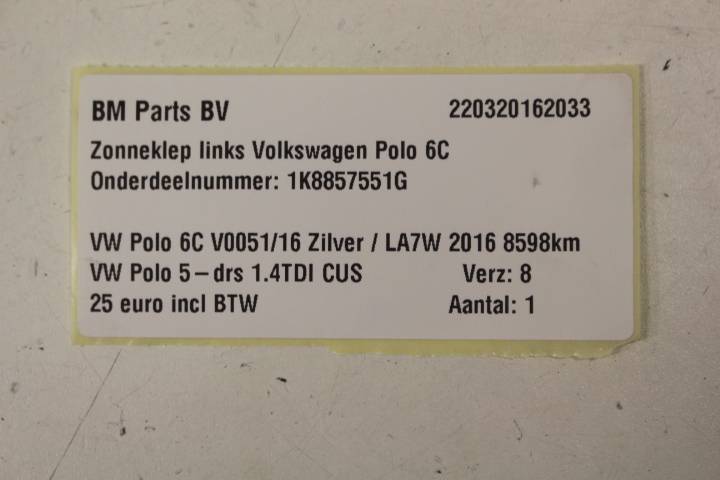 BM Parts BV 220320162033
Zonneklep links Volkswagen Polo 6C
Onderdeelnummer: 1K8857551G
VW Polo 6C V0051/16 Zilver / LA7W 2016 8598km
VW Polo 5-drs 1.4TDI CUS Verz: 8
25 euro incl BTW Aantal: 1